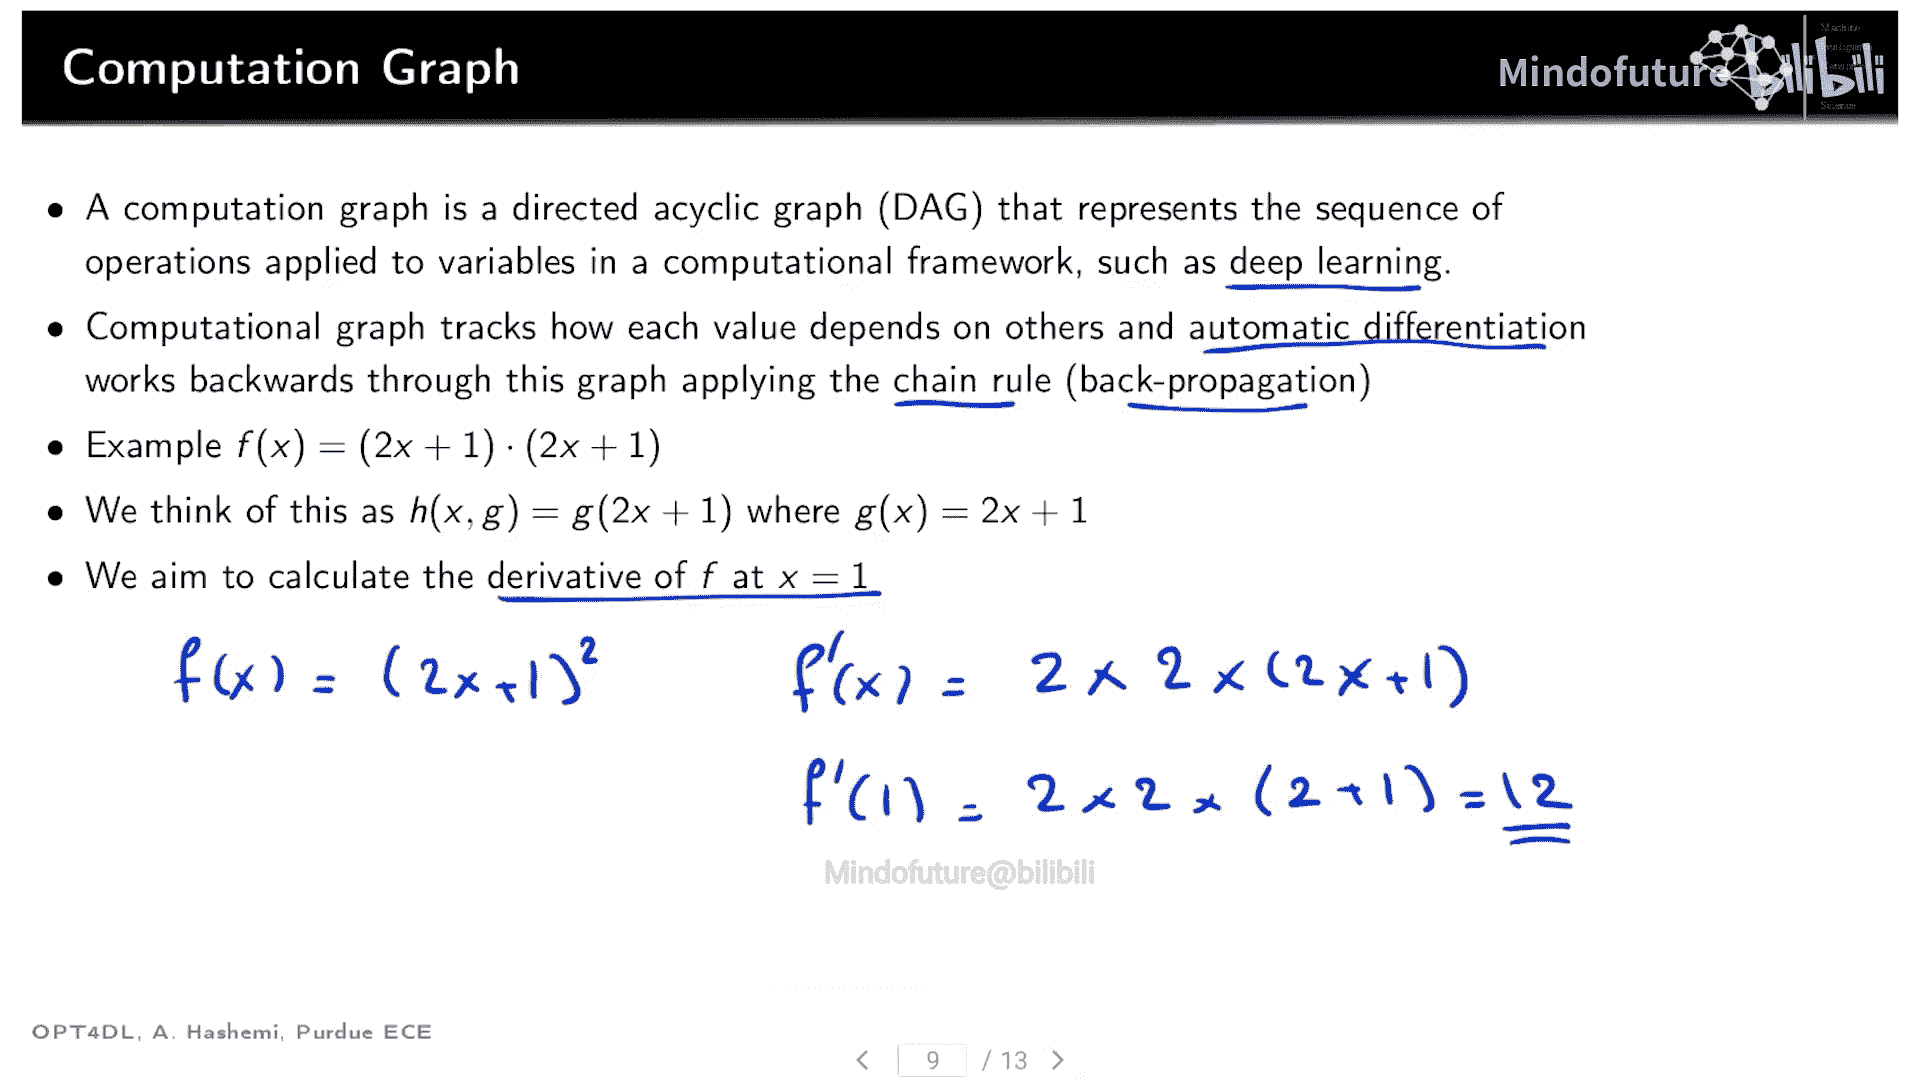 Computation Graph
Mindofuture bilibili
• A computation graph is a directed acyclic graph (DAG) that represents the sequence of
operations applied to variables in a computational framework, such as deep learning.
• Computational graph tracks how each value depends on others and automatic differentiation
works backwards through this graph applying the chain rule (back-propagation)
• Example f(x) = (2x + 1) · (2x + 1)
• We think of this as h(x, g) = g(2x + 1) where g(x) = 2x + 1
• We aim to calculate the derivative of f at x = 1
f(x) = (2x+1)² f'(x) = 2 × 2 × (2x+1)
f'(1) = 2 × 2 × (2+1) = 12
Mindofuture@bilibili
OPT4DL, A. Hashemi, Purdue ECE
< 9 / 13 >